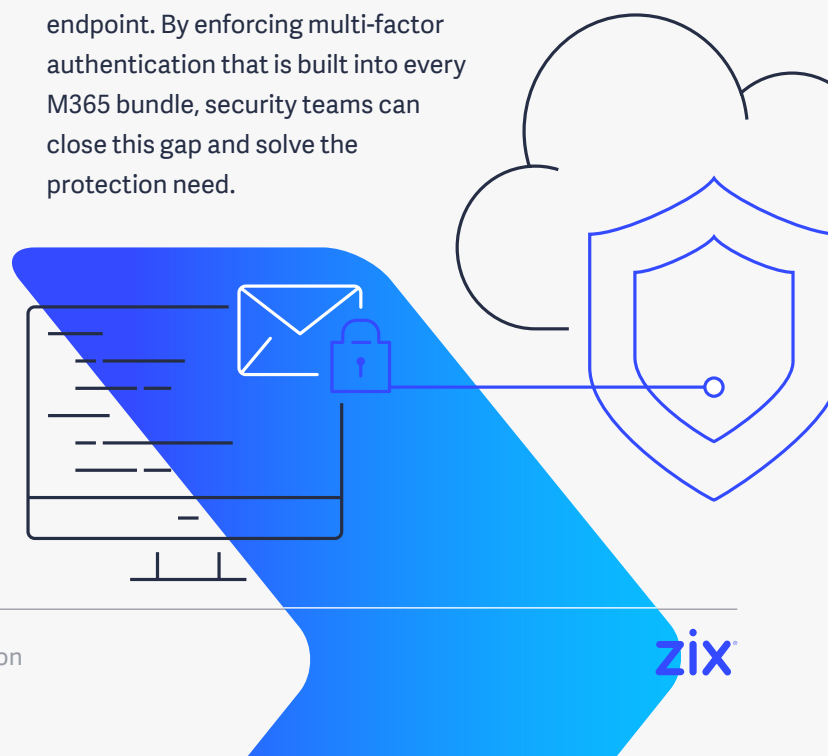 endpoint. By enforcing multi-factor
authentication that is built into every
M365 bundle, security teams can
close this gap and solve the
protection need.
on
zix